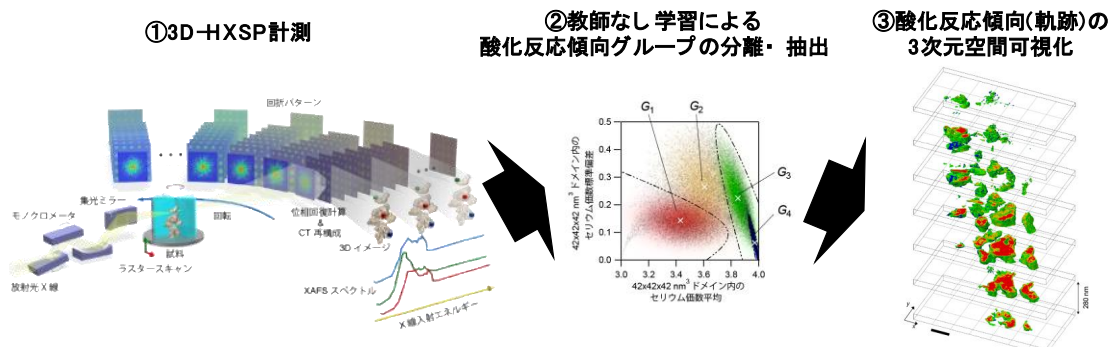 ①3D-HXSP計測
②教師なし学習による
酸化反応傾向グループの分離・抽出
③酸化反応傾向(軌跡)の
3次元空間可視化
回折パターン
集光ミラー
モノクロメータ
回転
試料
ラスタースキャン
放射光X線
位相回復計算
&
CT再構成
3Dイメージ
XAFSスペクトル
X線入射エネルギー
G1
G2
G3
G4
42x42x42 nm³ドメイン内の
セリウム価数標準偏差
0.5
0.4
0.3
0.2
0.1
0.0
3.0
3.2
3.4
3.6
3.8
4.0
42x42x42 nm³ドメイン内の
セリウム価数平均
280 nm